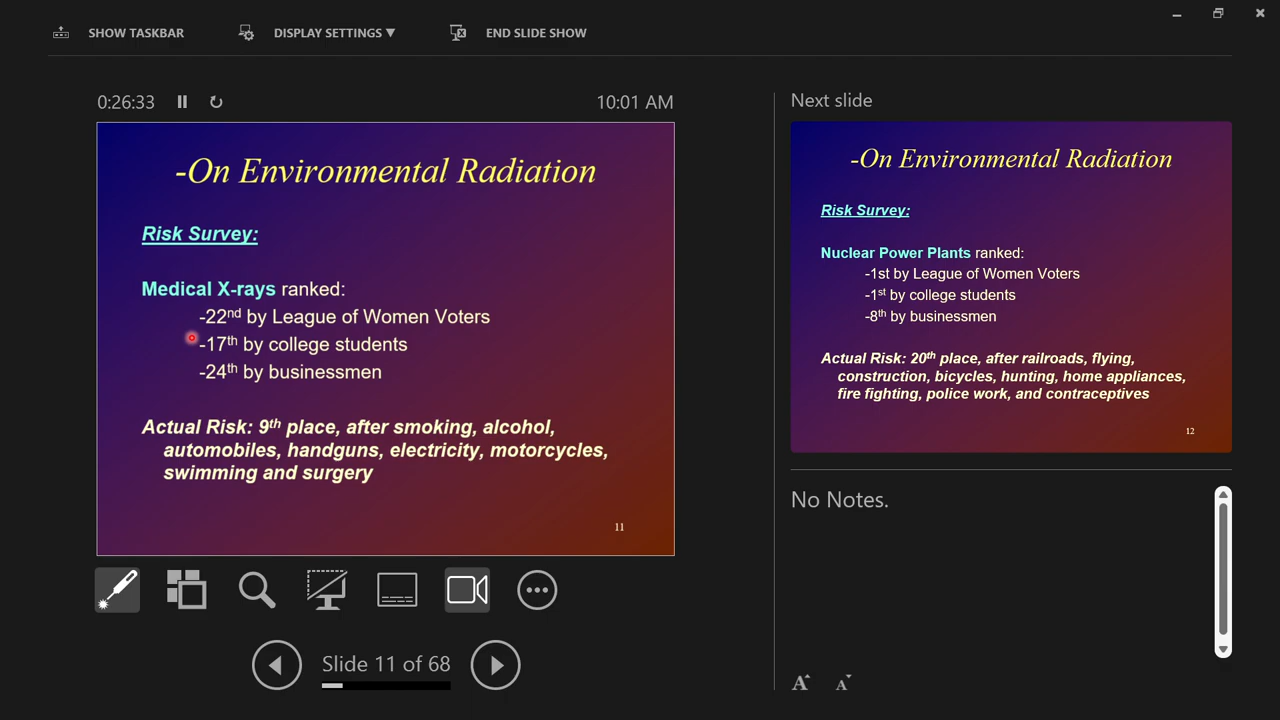 SHOW TASKBAR
DISPLAY SETTINGS ▼
END SLIDE SHOW
0:26:33
10:01 AM
-On Environmental Radiation
Risk Survey:
Medical X-rays ranked:
-22nd by League of Women Voters
-17th by college students
-24th by businessmen
Actual Risk: 9th place, after smoking, alcohol,
automobiles, handguns, electricity, motorcycles,
swimming and surgery
11
Slide 11 of 68
Next slide
-On Environmental Radiation
Risk Survey:
Nuclear Power Plants ranked:
-1st by League of Women Voters
-1st by college students
-8th by businessmen
Actual Risk: 20th place, after railroads, flying,
construction, bicycles, hunting, home appliances,
fire fighting, police work, and contraceptives
12
No Notes.
A A